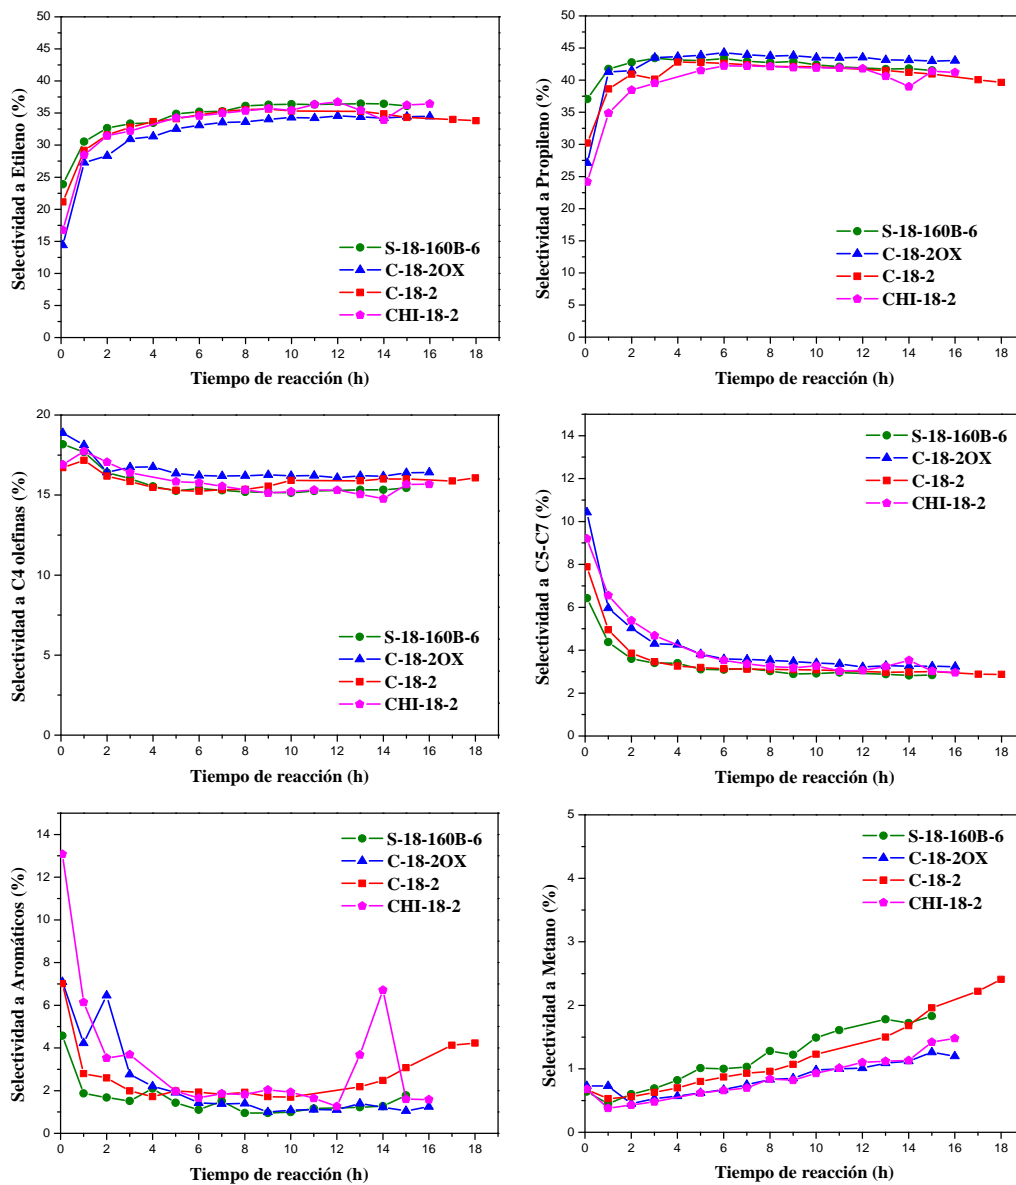 50
45
40
35
30
25
20
15
10
5
0
Selectividad a Etileno (%)
S-18-160B-6
C-18-2OX
C-18-2
CHI-18-2
0 2 4 6 8 10 12 14 16 18
Tiempo de reacción (h)
50
45
40
35
30
25
20
15
10
5
0
Selectividad a Propileno (%)
S-18-160B-6
C-18-2OX
C-18-2
CHI-18-2
0 2 4 6 8 10 12 14 16 18
Tiempo de reacción (h)
20
15
10
5
0
Selectividad a C4 olefinas (%)
S-18-160B-6
C-18-2OX
C-18-2
CHI-18-2
0 2 4 6 8 10 12 14 16 18
Tiempo de reacción (h)
14
12
10
8
6
4
2
0
Selectividad a C5-C7 (%)
S-18-160B-6
C-18-2OX
C-18-2
CHI-18-2
0 2 4 6 8 10 12 14 16 18
Tiempo de reacción (h)
14
12
10
8
6
4
2
0
Selectividad a Aromáticos (%)
S-18-160B-6
C-18-2OX
C-18-2
CHI-18-2
0 2 4 6 8 10 12 14 16 18
Tiempo de reacción (h)
5
4
3
2
1
0
Selectividad a Metano (%)
S-18-160B-6
C-18-2OX
C-18-2
CHI-18-2
0 2 4 6 8 10 12 14 16 18
Tiempo de reacción (h)